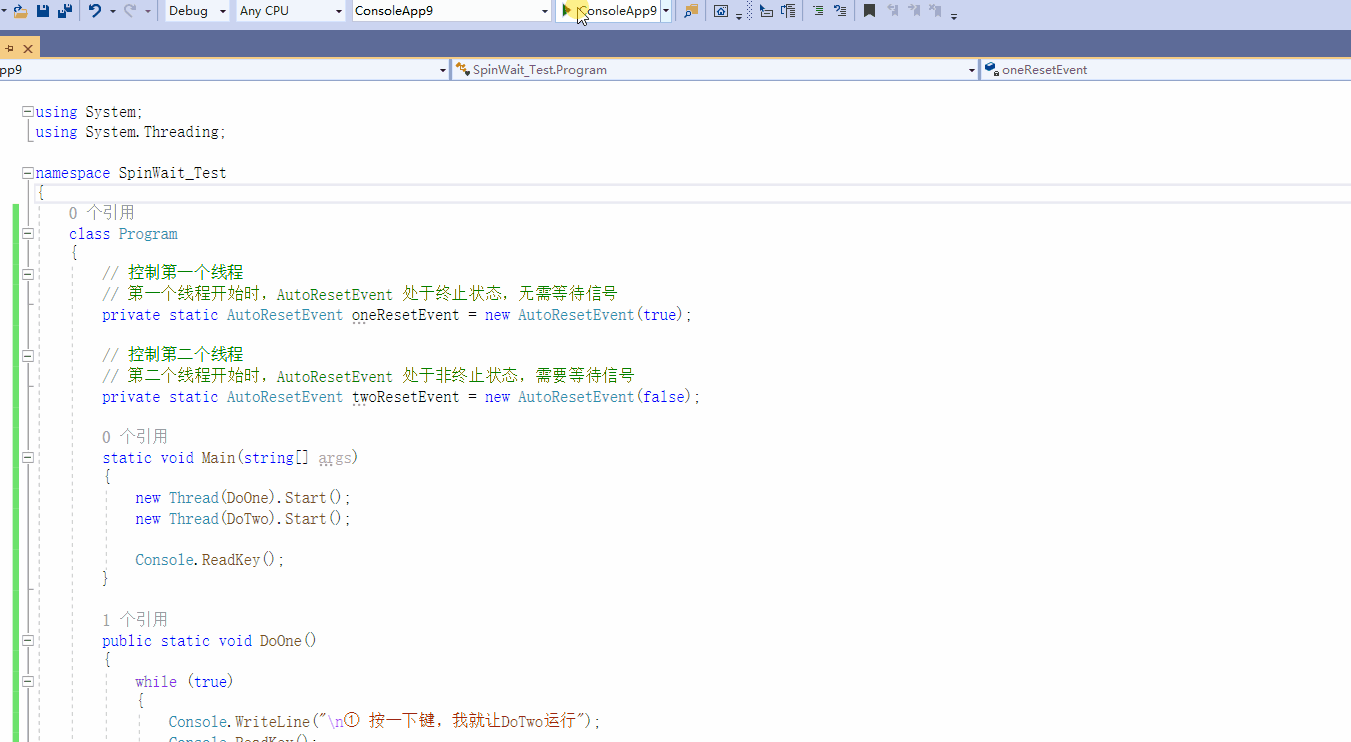 Debug Any CPU ConsoleApp9 ConsoleApp9
pp9 SpinWait_Test.Program oneResetEvent
using System;
using System.Threading;
namespace SpinWait_Test
{
0 个引用
class Program
{
// 控制第一个线程
// 第一个线程开始时，AutoResetEvent 处于终止状态，无需等待信号
private static AutoResetEvent oneResetEvent = new AutoResetEvent(true);
// 控制第二个线程
// 第二个线程开始时，AutoResetEvent 处于非终止状态，需要等待信号
private static AutoResetEvent twoResetEvent = new AutoResetEvent(false);
0 个引用
static void Main(string[] args)
{
new Thread(DoOne).Start();
new Thread(DoTwo).Start();
Console.ReadKey();
}
1 个引用
public static void DoOne()
{
while (true)
{
Console.WriteLine("\n① 按一下键，我就让DoTwo运行");
Console.ReadKey();